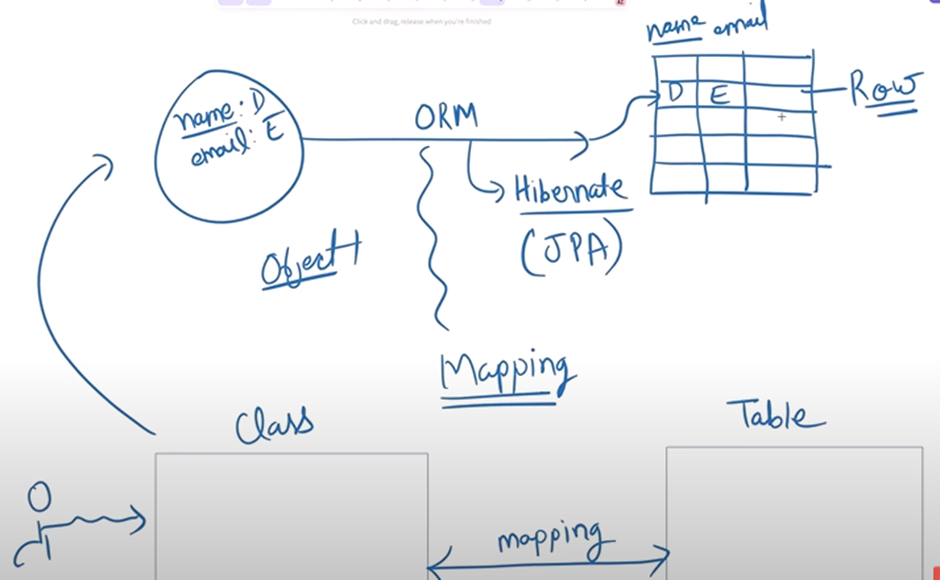 Click and drag, release when you're finished
name email
name: D
email: E
ORM
D E
Row
Hibernate
(JPA)
Object
Mapping
Class
Table
mapping